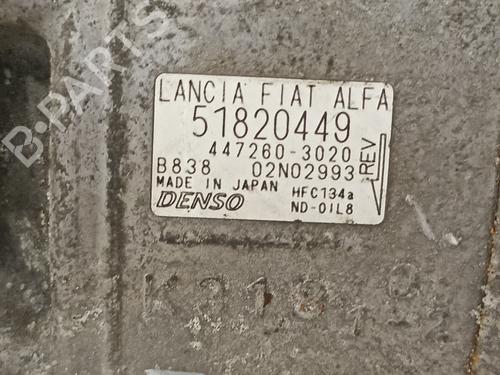 LANCIA FIAT ALFA
51820449
447260-3020
B838 02N02993
REV
MADE IN JAPAN HFC134a
DENSO ND-OIL8
B-PARTS